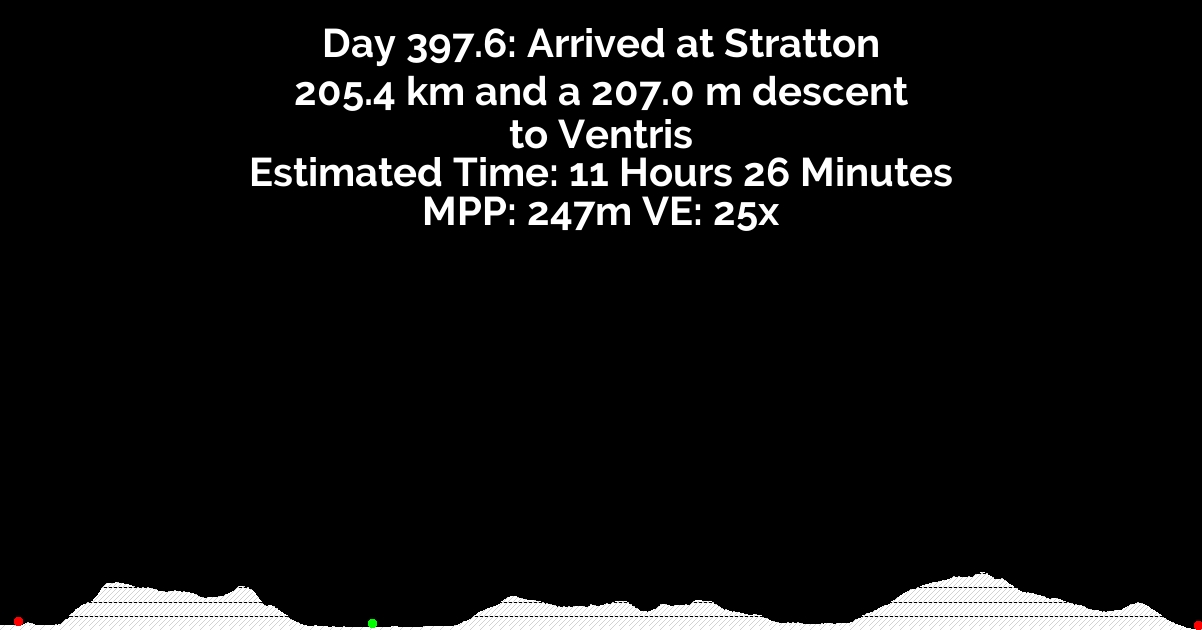 Day 397.6: Arrived at Stratton
205.4 km and a 207.0 m descent
to Ventris
Estimated Time: 11 Hours 26 Minutes
MPP: 247m VE: 25x